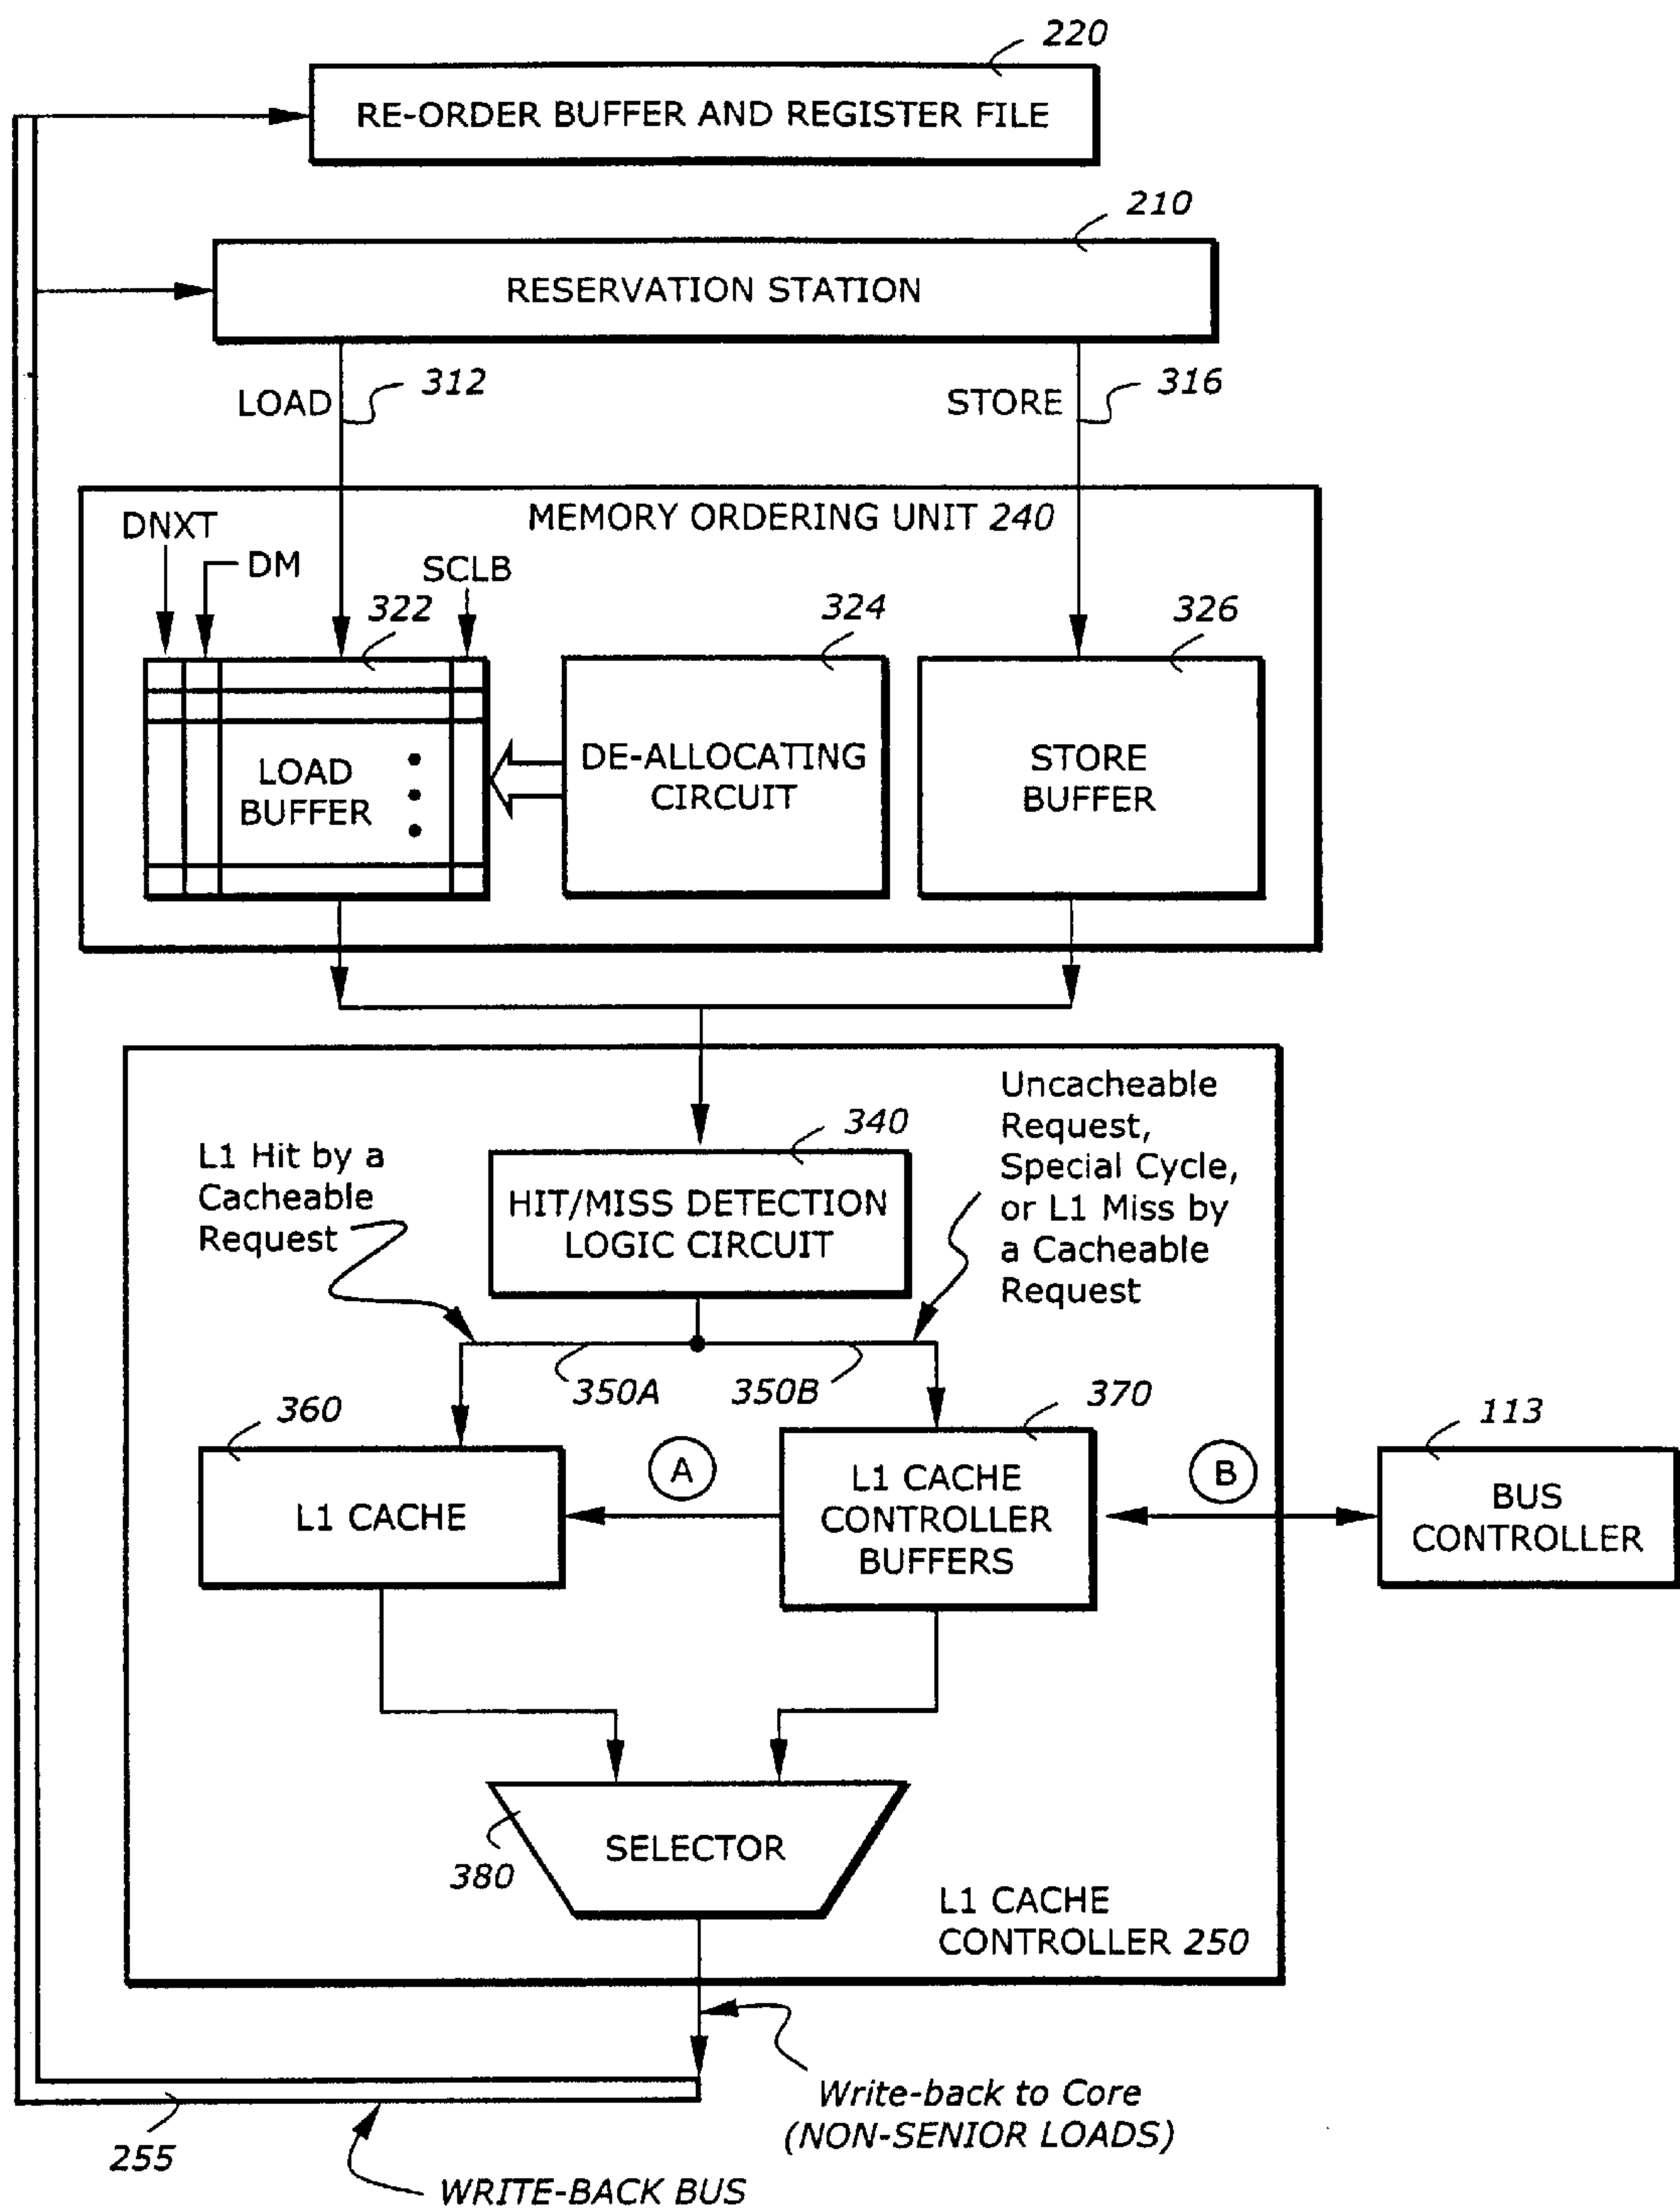 220
RE-ORDER BUFFER AND REGISTER FILE
210
RESERVATION STATION
LOAD
312
STORE
316
MEMORY ORDERING UNIT 240
DNXT
DM
SCLB
322
324
326
LOAD
BUFFER
DE-ALLOCATING
CIRCUIT
STORE
BUFFER
L1 Hit by a
Cacheable
Request
340
HIT/MISS DETECTION
LOGIC CIRCUIT
Uncacheable
Request,
Special Cycle,
or L1 Miss by
a Cacheable
Request
350A
350B
360
L1 CACHE
A
370
L1 CACHE
CONTROLLER
BUFFERS
B
113
BUS
CONTROLLER
SELECTOR
380
L1 CACHE
CONTROLLER 250
Write-back to Core
(NON-SENIOR LOADS)
255
WRITE-BACK BUS